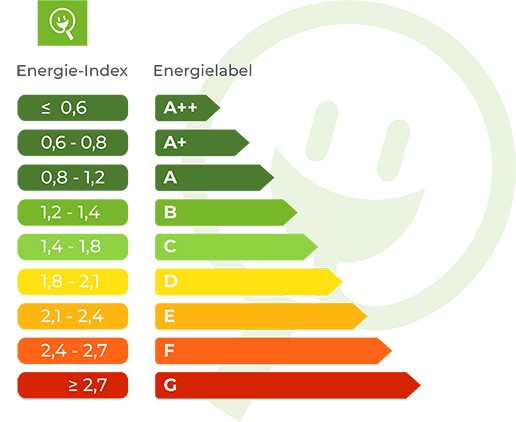 Energie-Index Energielabel
≤ 0,6 A++
0,6 - 0,8 A+
0,8 - 1,2 A
1,2 - 1,4 B
1,4 - 1,8 C
1,8 - 2,1 D
2,1 - 2,4 E
2,4 - 2,7 F
≥ 2,7 G